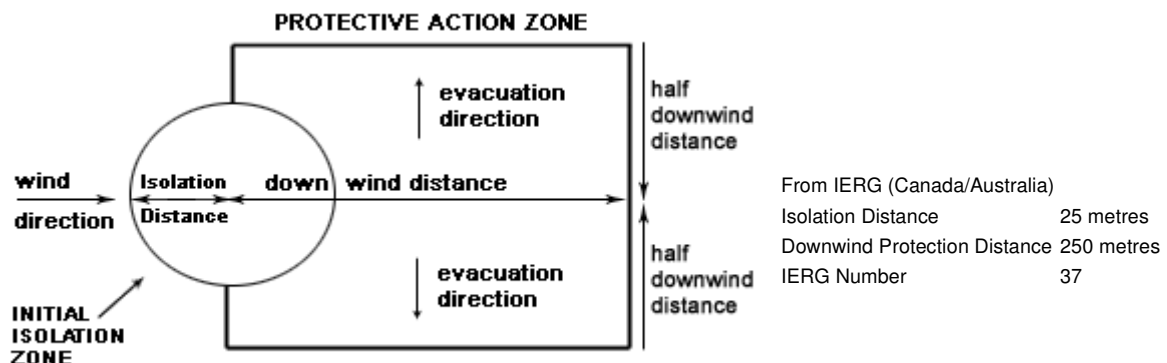 PROTECTIVE ACTION ZONE
evacuation
direction
half
downwind
distance
wind
direction
Isolation
Distance
down wind distance
evacuation
direction
half
downwind
distance
INITIAL
ISOLATION
ZONE
From IERG (Canada/Australia)
Isolation Distance 25 metres
Downwind Protection Distance 250 metres
IERG Number 37